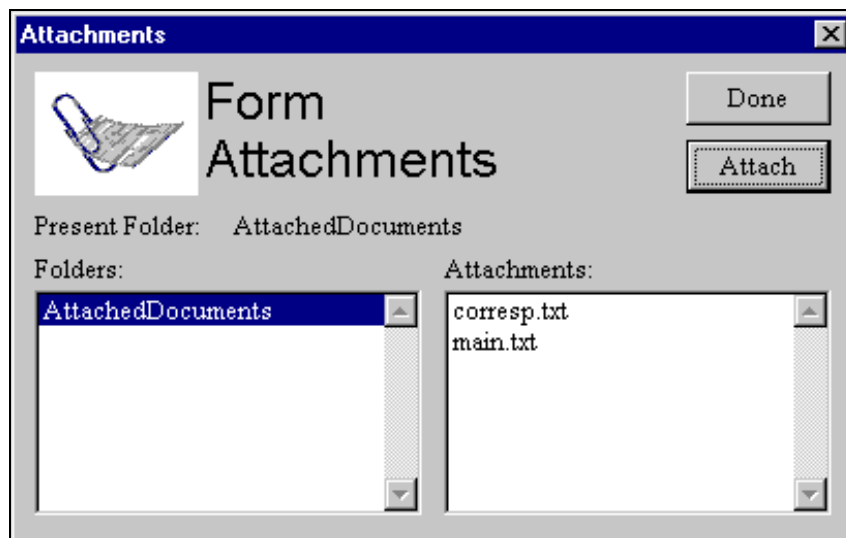 Attachments
Form
Attachments
Done
Attach
Present Folder: AttachedDocuments
Folders:
Attachments:
AttachedDocuments
corresp.txt
main.txt